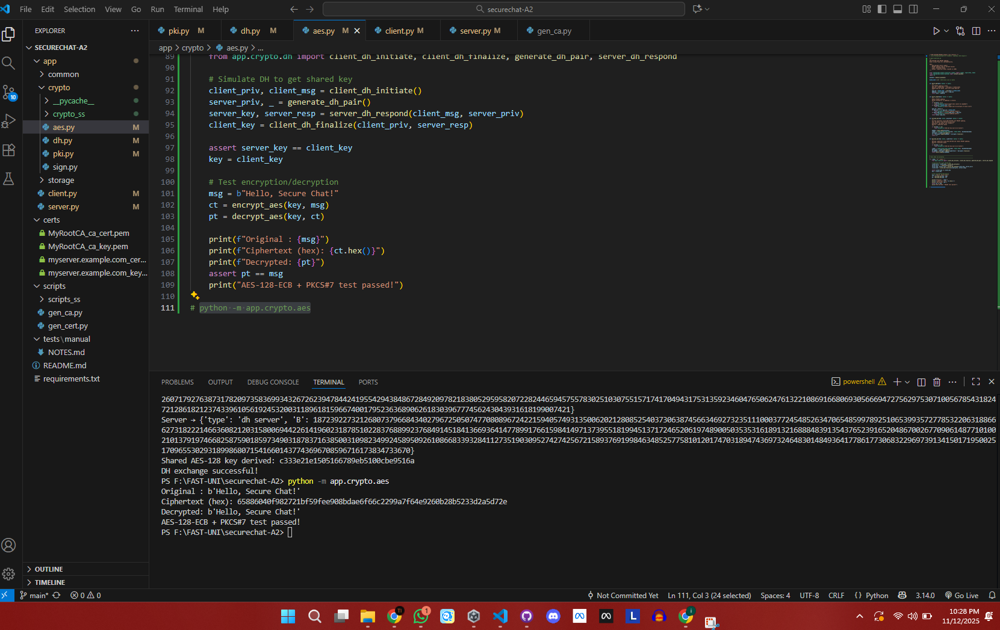 File Edit Selection View Go Run Terminal Help
securechat-A2
EXPLORER
SECURECHAT-A2
app
common
crypto
__pycache__
crypto_ss
aes.py M
dh.py M
pki.py M
sign.py
storage
client.py M
server.py M
certs
MyRootCA_ca_cert.pem
MyRootCA_ca_key.pem
myserver.example.com_cer...
myserver.example.com_key...
scripts
scripts_ss
gen_ca.py
gen_cert.py
tests\manual
NOTES.md
README.md
requirements.txt
OUTLINE
TIMELINE
10
pki.py M dh.py M aes.py M client.py M server.py M gen_ca.py
app > crypto > aes.py > ...
89 from app.crypto.dh import client_dh_initiate, client_dh_finalize, generate_dh_pair, server_dh_respond
90
91 # Simulate DH to get shared key
92 client_priv, client_msg = client_dh_initiate()
93 server_priv, _ = generate_dh_pair()
94 server_key, server_resp = server_dh_respond(client_msg, server_priv)
95 client_key = client_dh_finalize(client_priv, server_resp)
96
97 assert server_key == client_key
98 key = client_key
99
100 # Test encryption/decryption
101 msg = b"Hello, Secure Chat!"
102 ct = encrypt_aes(key, msg)
103 pt = decrypt_aes(key, ct)
104
105 print(f"Original : {msg}")
106 print(f"Ciphertext (hex): {ct.hex()}")
107 print(f"Decrypted: {pt}")
108 assert pt == msg
109 print("AES-128-ECB + PKCS#7 test passed!")
110
111 # python -m app.crypto.aes
PROBLEMS OUTPUT DEBUG CONSOLE TERMINAL PORTS
powershell
Server → {'type': 'dh server', 'B':
Shared AES-128 key derived: c333e21e1505166789eb5100cbe9516a
DH exchange successful!
PS F:\FAST-UNI\securechat-A2> python -m app.crypto.aes
Original : b'Hello, Secure Chat!'
Ciphertext (hex): 65886040f982721bf59fee908bdae6f66c2299a7f64e9260b28b5233d2a5d72e
Decrypted: b'Hello, Secure Chat!'
AES-128-ECB + PKCS#7 test passed!
PS F:\FAST-UNI\securechat-A2>
main* 0 0 Not Committed Yet Ln 111, Col 3 (24 selected) Spaces: 4 UTF-8 CRLF {} Python 3.14.0 Go Live
10:28 PM
11/12/2025